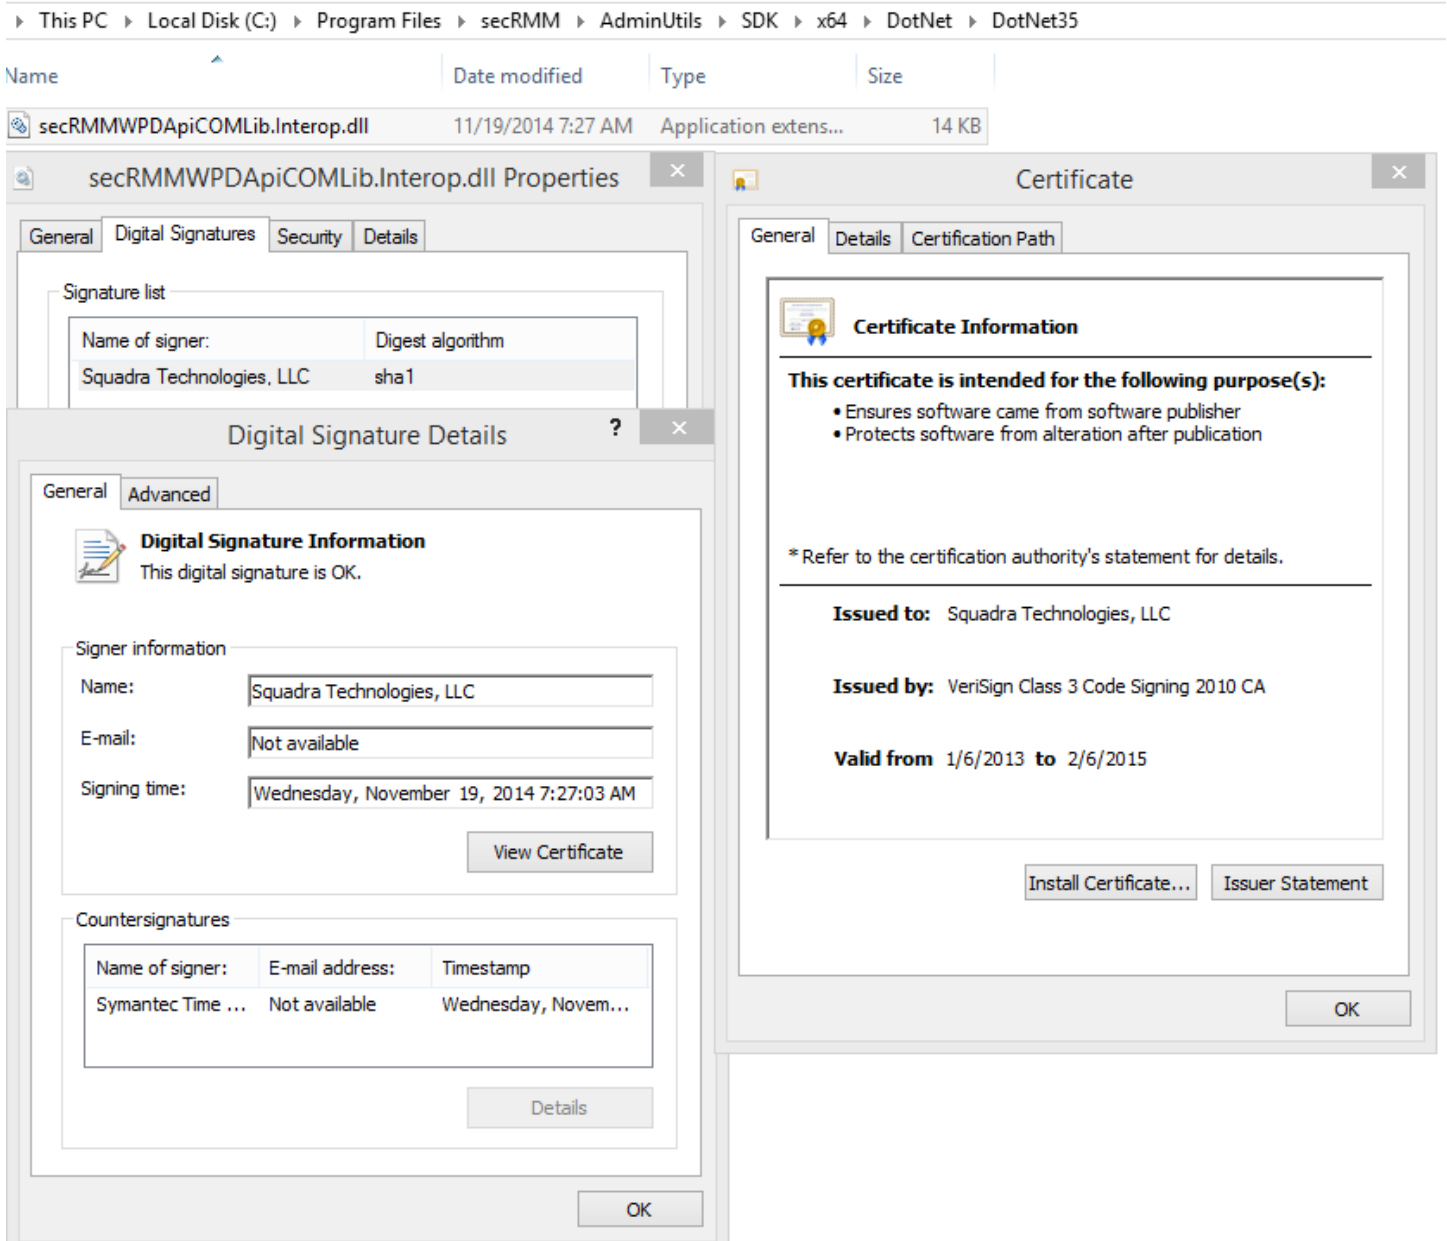 This PC Local Disk (C:) Program Files secRMM AdminUtils SDK x64 DotNet DotNet35
Name Date modified Type Size
secRMMWPDApiCOMLib.Interop.dll 11/19/2014 7:27 AM Application extens... 14 KB
secRMMWPDApiCOMLib.Interop.dll Properties
General Digital Signatures Security Details
Signature list
Name of signer: Digest algorithm
Squadra Technologies, LLC sha1
Digital Signature Details ?
General Advanced
Digital Signature Information
This digital signature is OK.
Signer information
Name: Squadra Technologies, LLC
E-mail: Not available
Signing time: Wednesday, November 19, 2014 7:27:03 AM
View Certificate
Countersignatures
Name of signer: E-mail address: Timestamp
Symantec Time ... Not available Wednesday, Novem...
Details
OK
Certificate
General Details Certification Path
Certificate Information
This certificate is intended for the following purpose(s):
• Ensures software came from software publisher
• Protects software from alteration after publication
* Refer to the certification authority's statement for details.
Issued to: Squadra Technologies, LLC
Issued by: VeriSign Class 3 Code Signing 2010 CA
Valid from 1/6/2013 to 2/6/2015
Install Certificate... Issuer Statement
OK